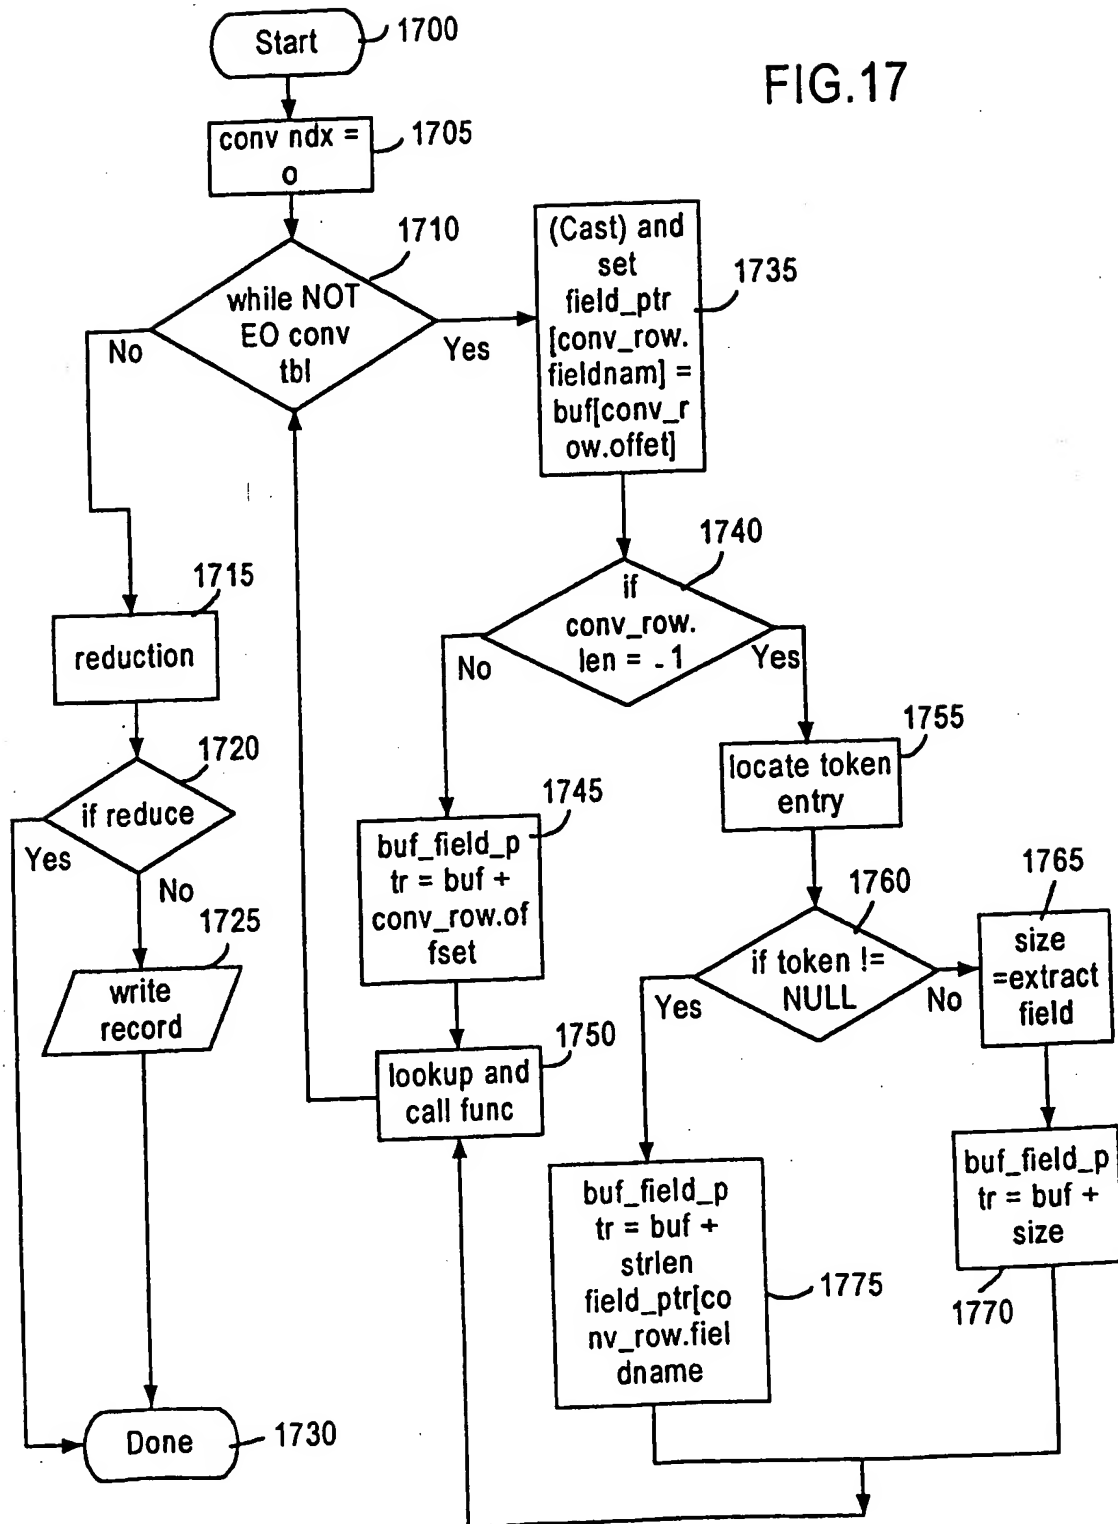 FIG.17
Start
1700
conv ndx =
o
1705
while NOT
EO conv
tbl
1710
No
Yes
(Cast) and
set
field_ptr
[conv_row.
fieldnam] =
buf[conv_r
ow.offet]
1735
if
conv_row.
len = - 1
1740
No
Yes
reduction
1715
if reduce
1720
Yes
No
write
record
1725
Done
1730
buf_field_p
tr = buf +
conv_row.of
fset
1745
lookup and
call func
1750
locate token
entry
1755
if token !=
NULL
1760
Yes
No
size
=extract
field
1765
buf_field_p
tr = buf +
size
1770
buf_field_p
tr = buf +
strlen
field_ptr[co
nv_row.fiel
dname
1775